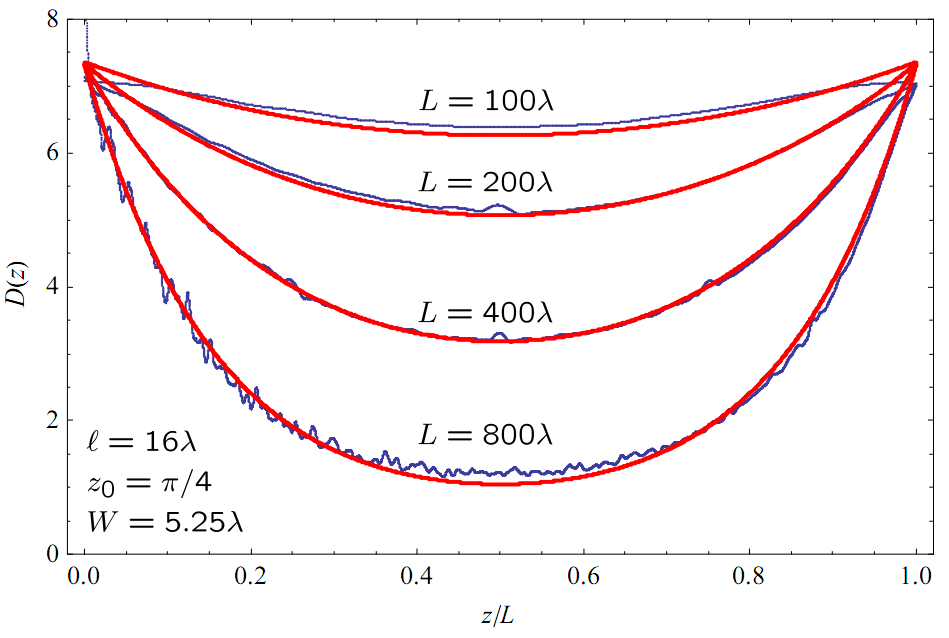 8
6
4
2
0
D(z)
L = 100λ
L = 200λ
L = 400λ
L = 800λ
ℓ = 16λ
z₀ = π/4
W = 5.25λ
0.0 0.2 0.4 0.6 0.8 1.0
z/L